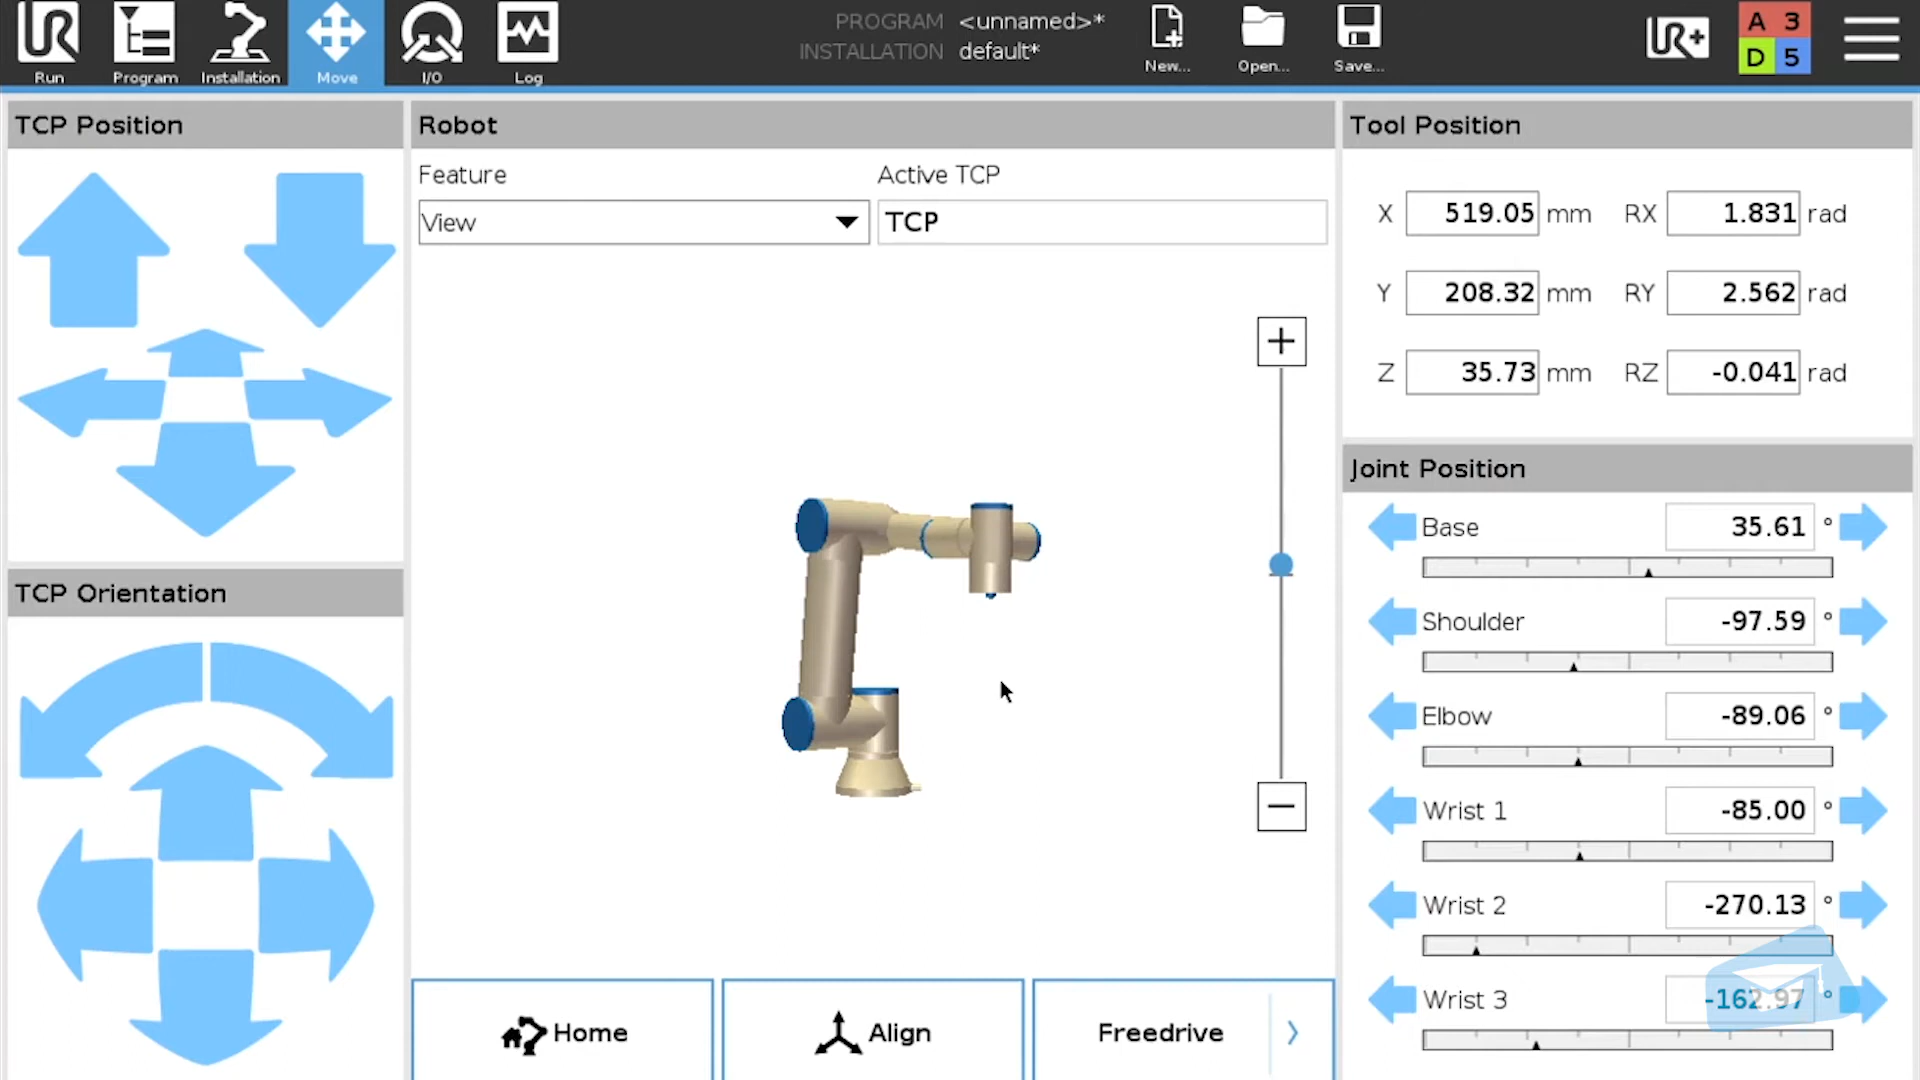 PROGRAM <unnamed>*
INSTALLATION default*
UR+
A 3
D 5
Run Program Installation Move I/O Log New... Open... Save...
TCP Position
Robot
Tool Position
Feature Active TCP
View TCP
X 519.05 mm RX 1.831 rad
Y 208.32 mm RY 2.562 rad
Z 35.73 mm RZ -0.041 rad
Joint Position
Base 35.61 °
Shoulder -97.59 °
TCP Orientation
Elbow -89.06 °
Wrist 1 -85.00 °
Wrist 2 -270.13 °
Wrist 3 -162.97 °
Home Align Freedrive